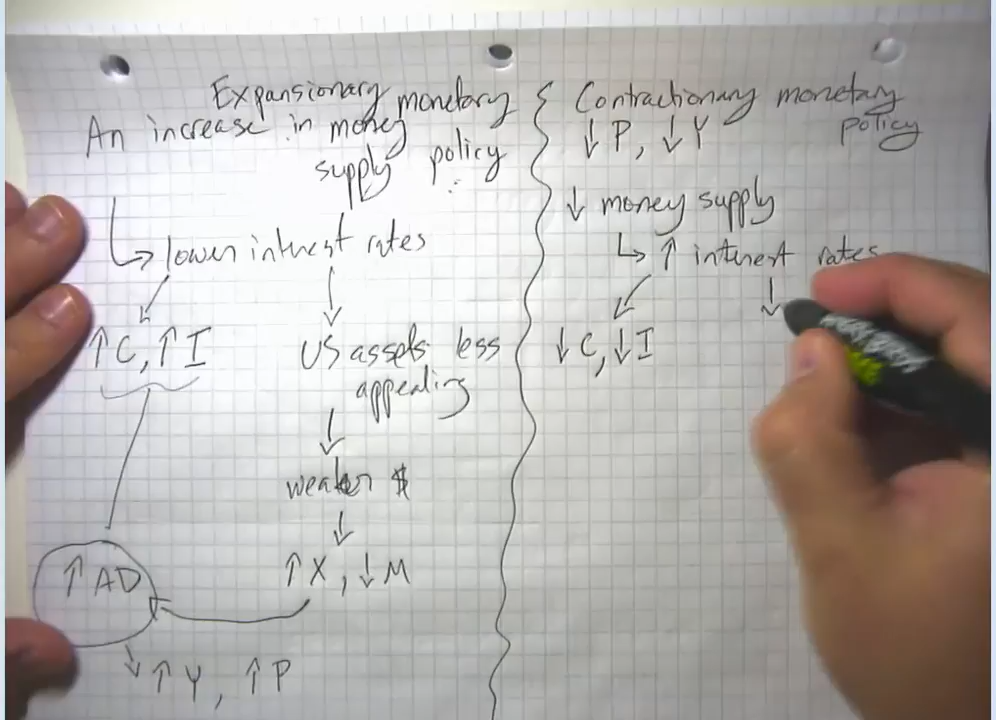 Expansionary monetary
An increase in money
supply policy
↳ lower interest rates
↑ C, ↑ I
US assets less
appealing
↓
weaker $
↓
↑ X, ↓ M
↑ AD
↑ Y, ↑ P
Contractionary monetary
policy
↓ P, ↓ Y
↓ money supply
↳ ↑ interest rates
↓ C, ↓ I